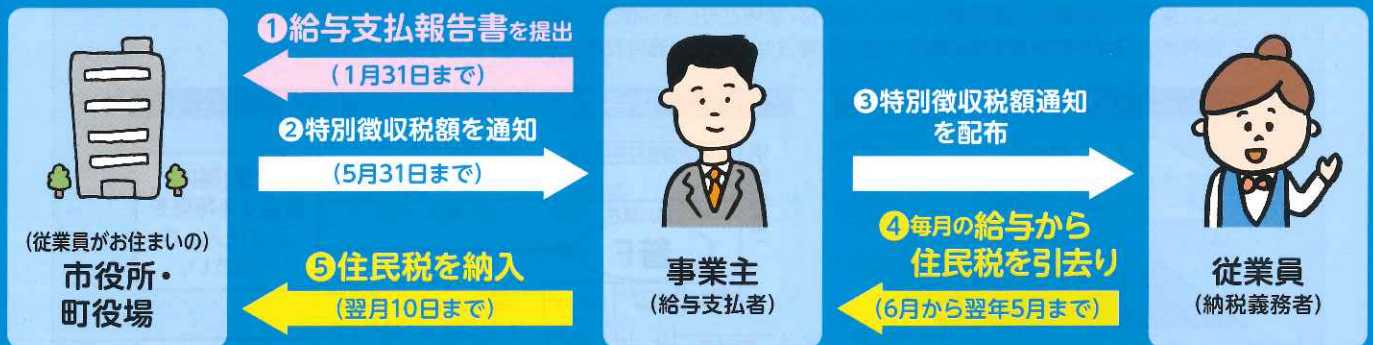 ❶給与支払報告書を提出
(1月31日まで)
❷特別徴収税額を通知
(5月31日まで)
❸特別徴収税額通知
を配布
❹毎月の給与から
住民税を引去り
(6月から翌年5月まで)
❺住民税を納入
(翌月10日まで)
(従業員がお住まいの)
市役所・
町役場
事業主
(給与支払者)
従業員
(納税義務者)